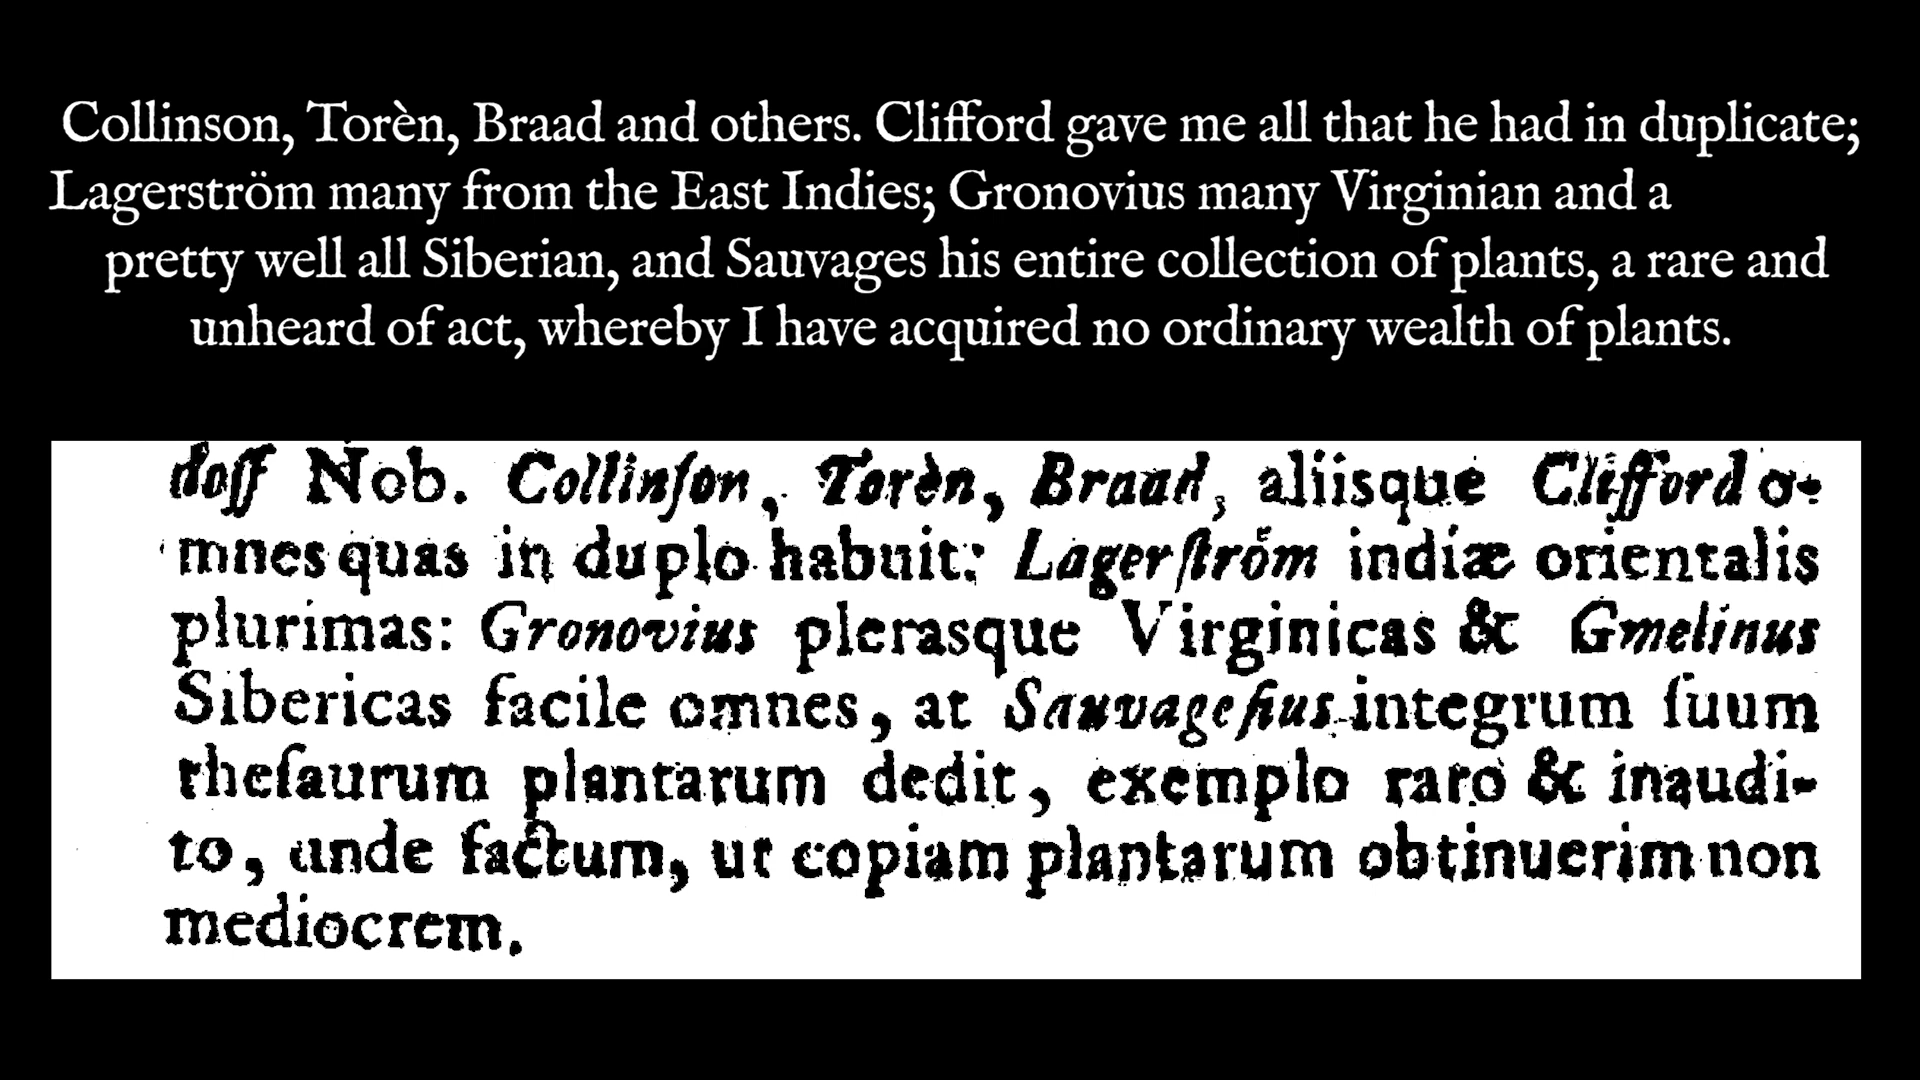 Collinson, Torèn, Braad and others. Clifford gave me all that he had in duplicate;
Lagerström many from the East Indies; Gronovius many Virginian and a
pretty well all Siberian, and Sauvages his entire collection of plants, a rare and
unheard of act, whereby I have acquired no ordinary wealth of plants.
doff Nob. Collinſon, Torèn, Braad, aliisque Clifford o-
mnes quas in duplo habuit: Lagerſtröm indiæ orientalis
plurimas: Gronovius plerasque Virginicas & Gmelinus
Sibericas facile omnes, at Sauvageſius integrum ſuum
theſaurum plantarum dedit, exemplo raro & inaudi-
to, unde factum, ut copiam plantarum obtinuerim non
mediocrem.